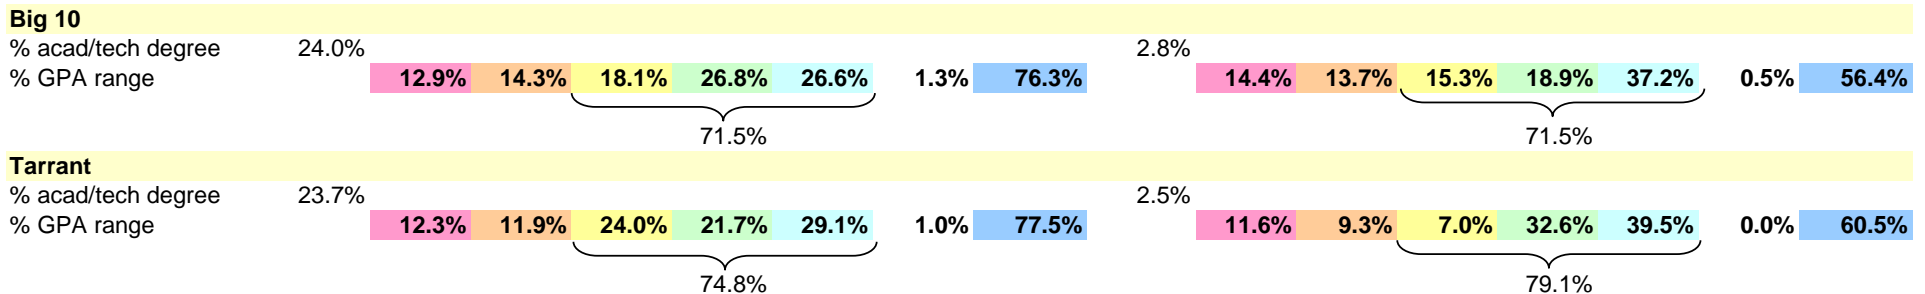 Big 10
% acad/tech degree 24.0% 2.8%
% GPA range 12.9% 14.3% 18.1% 26.8% 26.6% 1.3% 76.3% 14.4% 13.7% 15.3% 18.9% 37.2% 0.5% 56.4%
71.5% 71.5%
Tarrant
% acad/tech degree 23.7% 2.5%
% GPA range 12.3% 11.9% 24.0% 21.7% 29.1% 1.0% 77.5% 11.6% 9.3% 7.0% 32.6% 39.5% 0.0% 60.5%
74.8% 79.1%